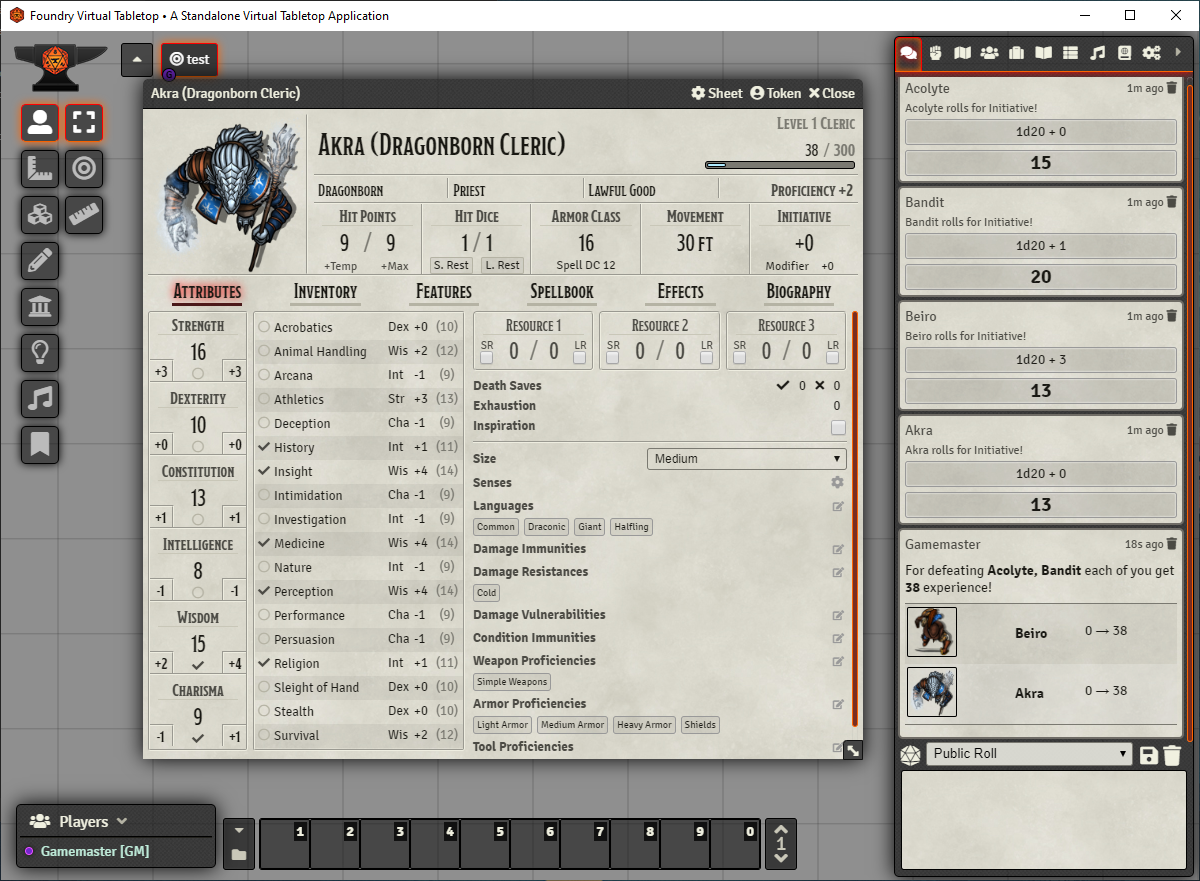 Foundry Virtual Tabletop • A Standalone Virtual Tabletop Application
test
G
Akra (Dragonborn Cleric)
Sheet Token Close
Akra (Dragonborn Cleric)
Level 1 Cleric
38 / 300
Dragonborn Priest Lawful Good Proficiency +2
Hit Points Hit Dice Armor Class Movement Initiative
9 / 9 1 / 1 16 30 ft +0
+Temp +Max S. Rest L. Rest Spell DC 12 Modifier +0
Attributes Inventory Features Spellbook Effects Biography
Strength
16
+3 +3
Dexterity
10
+0 +0
Constitution
13
+1 +1
Intelligence
8
-1 -1
Wisdom
15
+2 +4
Charisma
9
-1 +1
Acrobatics Dex +0 (10)
Animal Handling Wis +2 (12)
Arcana Int -1 (9)
Athletics Str +3 (13)
Deception Cha -1 (9)
History Int +1 (11)
Insight Wis +4 (14)
Intimidation Cha -1 (9)
Investigation Int -1 (9)
Medicine Wis +4 (14)
Nature Int -1 (9)
Perception Wis +4 (14)
Performance Cha -1 (9)
Persuasion Cha -1 (9)
Religion Int +1 (11)
Sleight of Hand Dex +0 (10)
Stealth Dex +0 (10)
Survival Wis +2 (12)
Resource 1 Resource 2 Resource 3
SR 0 / 0 LR SR 0 / 0 LR SR 0 / 0 LR
Death Saves 0 0
Exhaustion 0
Inspiration
Size Medium
Senses
Languages
Common Draconic Giant Halfling
Damage Immunities
Damage Resistances
Cold
Damage Vulnerabilities
Condition Immunities
Weapon Proficiencies
Simple Weapons
Armor Proficiencies
Light Armor Medium Armor Heavy Armor Shields
Tool Proficiencies
Acolyte 1m ago
Acolyte rolls for Initiative!
1d20 + 0
15
Bandit 1m ago
Bandit rolls for Initiative!
1d20 + 1
20
Beiro 1m ago
Beiro rolls for Initiative!
1d20 + 3
13
Akra 1m ago
Akra rolls for Initiative!
1d20 + 0
13
Gamemaster 18s ago
For defeating Acolyte, Bandit each of you get
38 experience!
Beiro 0 → 38
Akra 0 → 38
Public Roll
Players
Gamemaster [GM]
1 2 3 4 5 6 7 8 9 0
1